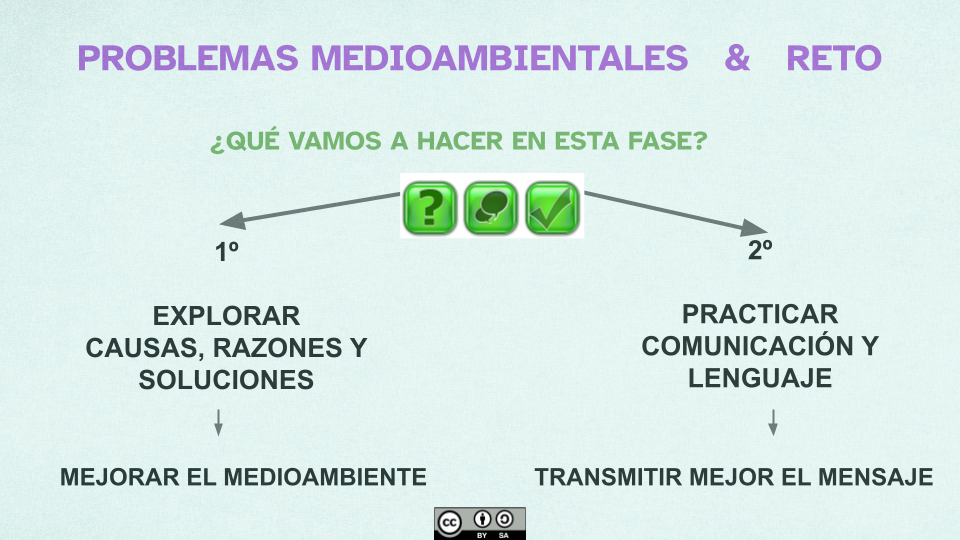 PROBLEMAS MEDIOAMBIENTALES & RETO
¿QUÉ VAMOS A HACER EN ESTA FASE?
?
1º
EXPLORAR
CAUSAS, RAZONES Y
SOLUCIONES
MEJORAR EL MEDIOAMBIENTE
2º
PRACTICAR
COMUNICACIÓN Y
LENGUAJE
TRANSMITIR MEJOR EL MENSAJE
cc
BY SA